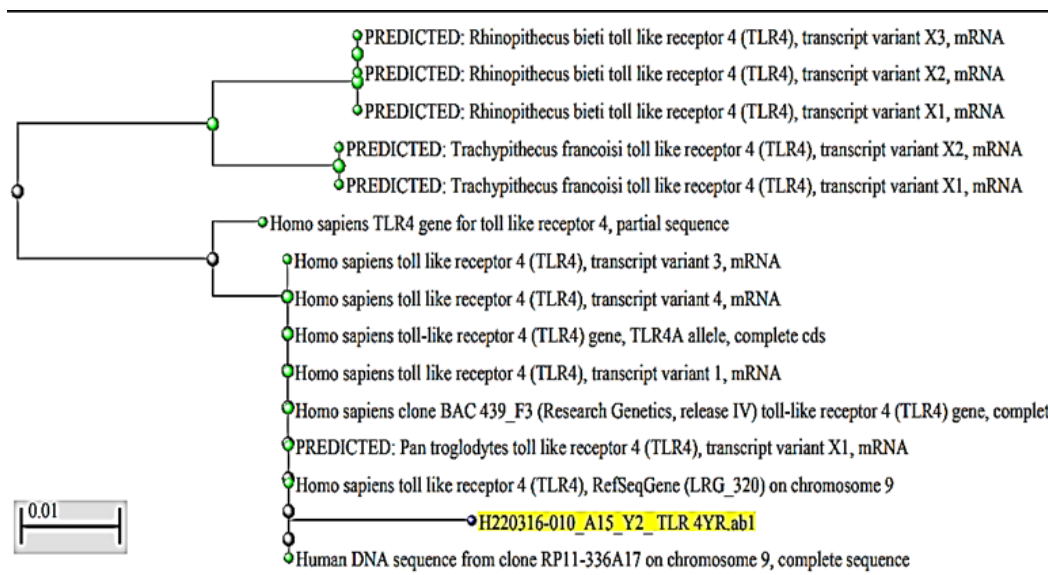 PREDICTED: Rhinopithecus bieti toll like receptor 4 (TLR4), transcript variant X3, mRNA
PREDICTED: Rhinopithecus bieti toll like receptor 4 (TLR4), transcript variant X2, mRNA
PREDICTED: Rhinopithecus bieti toll like receptor 4 (TLR4), transcript variant X1, mRNA
PREDICTED: Trachypithecus francoisi toll like receptor 4 (TLR4), transcript variant X2, mRNA
PREDICTED: Trachypithecus francoisi toll like receptor 4 (TLR4), transcript variant X1, mRNA
Homo sapiens TLR4 gene for toll like receptor 4, partial sequence
Homo sapiens toll like receptor 4 (TLR4), transcript variant 3, mRNA
Homo sapiens toll like receptor 4 (TLR4), transcript variant 4, mRNA
Homo sapiens toll-like receptor 4 (TLR4) gene, TLR4A allele, complete cds
Homo sapiens toll like receptor 4 (TLR4), transcript variant 1, mRNA
Homo sapiens clone BAC 439_F3 (Research Genetics, release IV) toll-like receptor 4 (TLR4) gene, complet
PREDICTED: Pan troglodytes toll like receptor 4 (TLR4), transcript variant X1, mRNA
Homo sapiens toll like receptor 4 (TLR4), RefSeqGene (LRG_320) on chromosome 9
0.01
H220316-010_A15_Y2_ TLR 4YR.ab1
Human DNA sequence from clone RP11-336A17 on chromosome 9, complete sequence